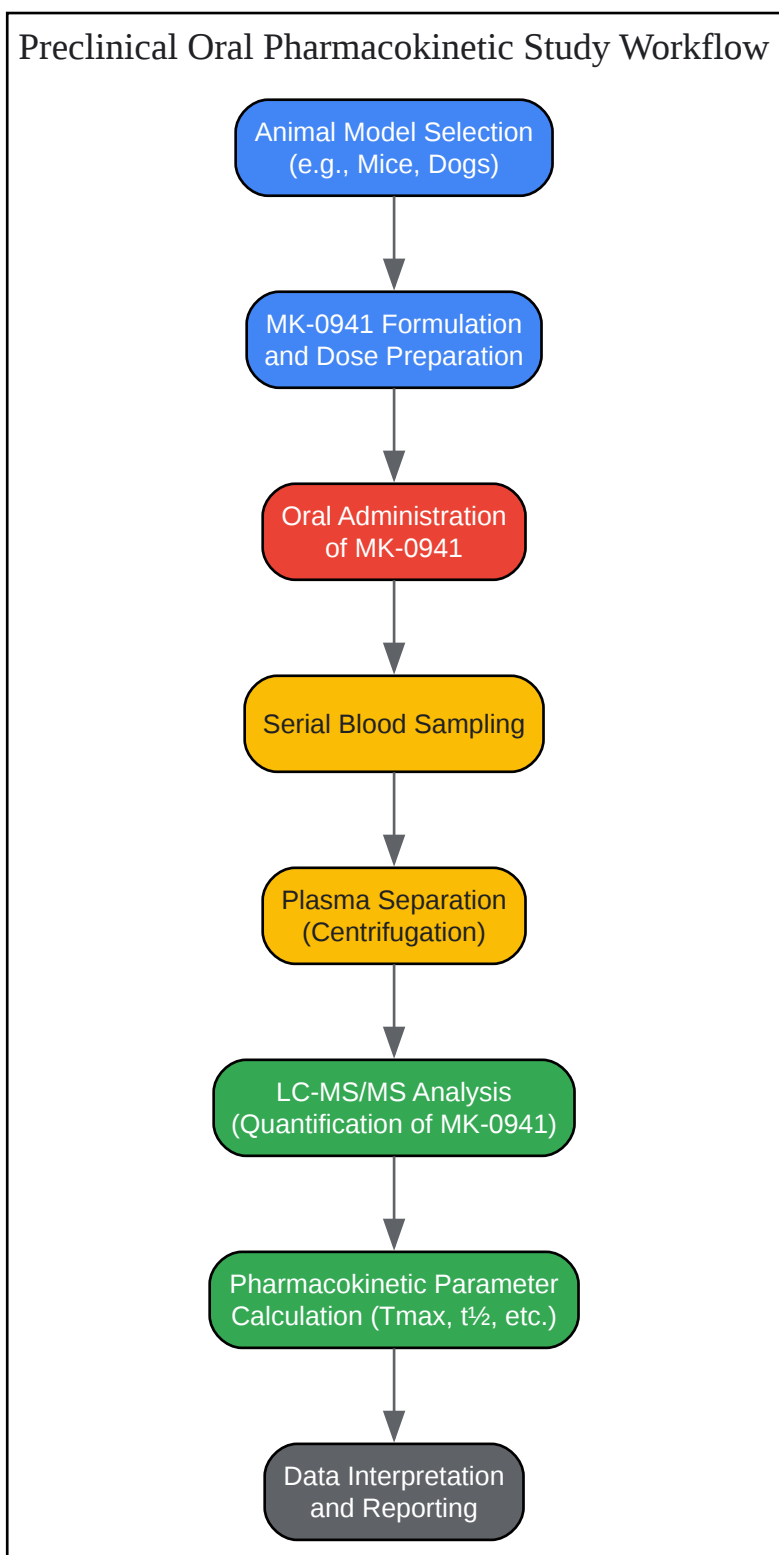 Preclinical Oral Pharmacokinetic Study Workflow
Animal Model Selection
(e.g., Mice, Dogs)
MK-0941 Formulation
and Dose Preparation
Oral Administration
of MK-0941
Serial Blood Sampling
Plasma Separation
(Centrifugation)
LC-MS/MS Analysis
(Quantification of MK-0941)
Pharmacokinetic Parameter
Calculation (Tmax, t½, etc.)
Data Interpretation
and Reporting